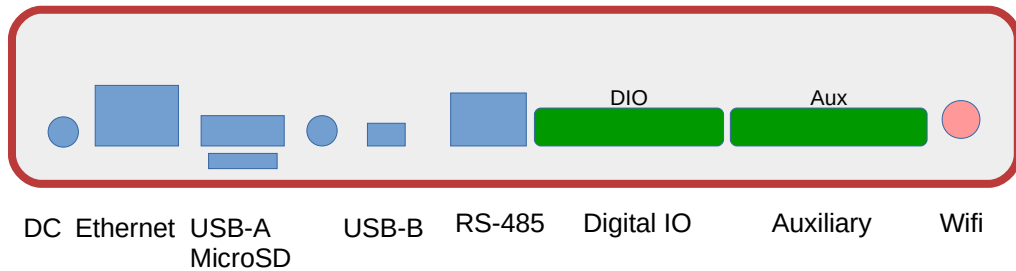 DIO
Aux
DC Ethernet USB-A USB-B RS-485 Digital IO Auxiliary Wifi
MicroSD